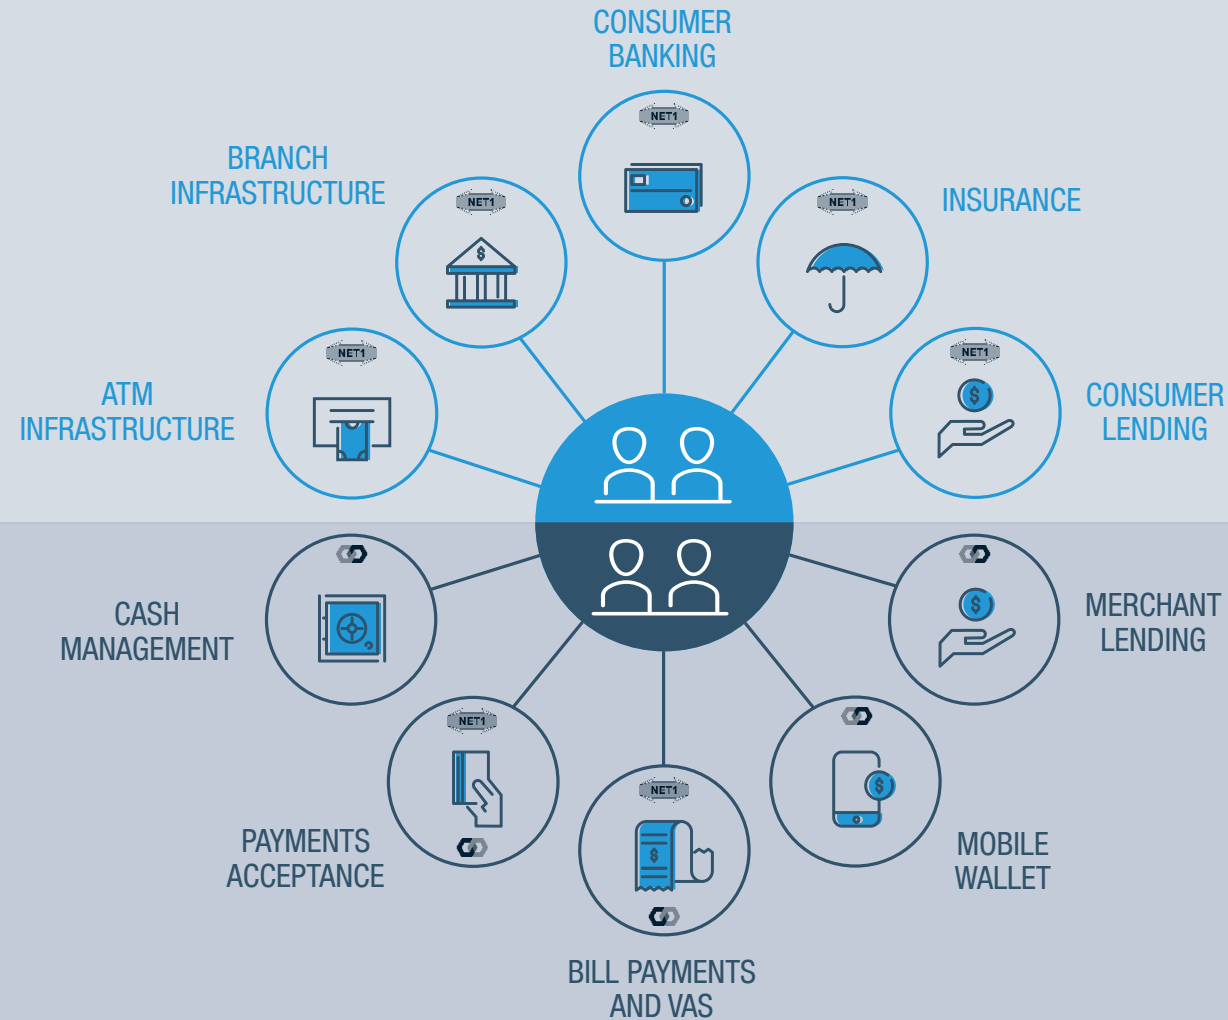 CONSUMER
BANKING
NET1
BRANCH
INFRASTRUCTURE
NET1
$
NET1
INSURANCE
ATM
INFRASTRUCTURE
NET1
NET1
$
CONSUMER
LENDING
CASH
MANAGEMENT
$
MERCHANT
LENDING
PAYMENTS
ACCEPTANCE
NET1
NET1
$
BILL PAYMENTS
AND VAS
$
MOBILE
WALLET